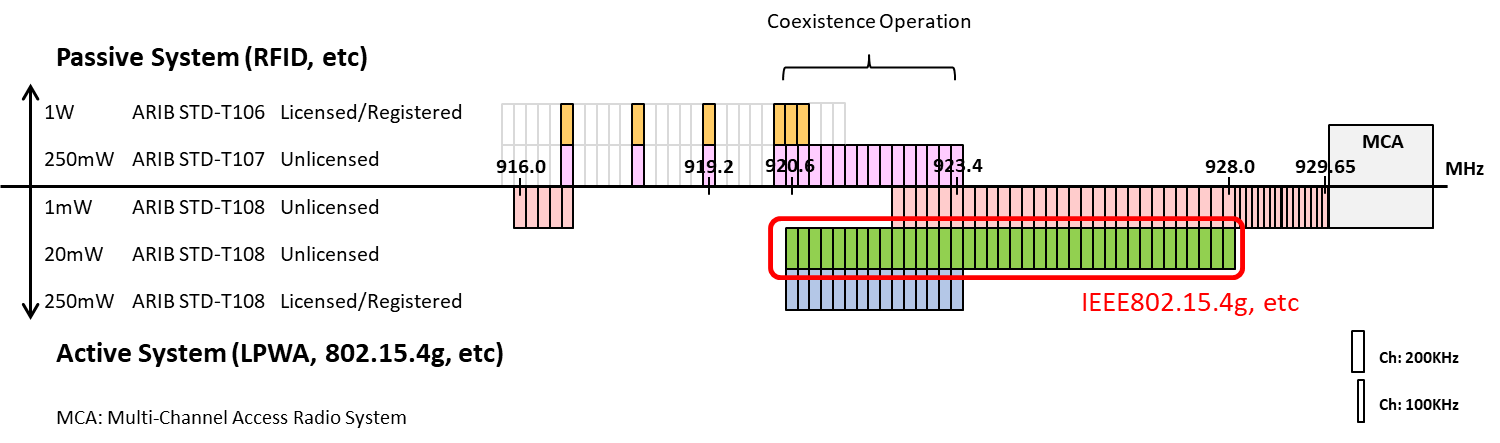 Coexistence Operation
Passive System (RFID, etc)
1W ARIB STD-T106 Licensed/Registered
MCA
250mW ARIB STD-T107 Unlicensed
916.0 919.2 920.6 923.4 928.0 929.65 MHz
1mW ARIB STD-T108 Unlicensed
20mW ARIB STD-T108 Unlicensed
250mW ARIB STD-T108 Licensed/Registered
IEEE802.15.4g, etc
Active System (LPWA, 802.15.4g, etc)
Ch: 200KHz
Ch: 100KHz
MCA: Multi-Channel Access Radio System